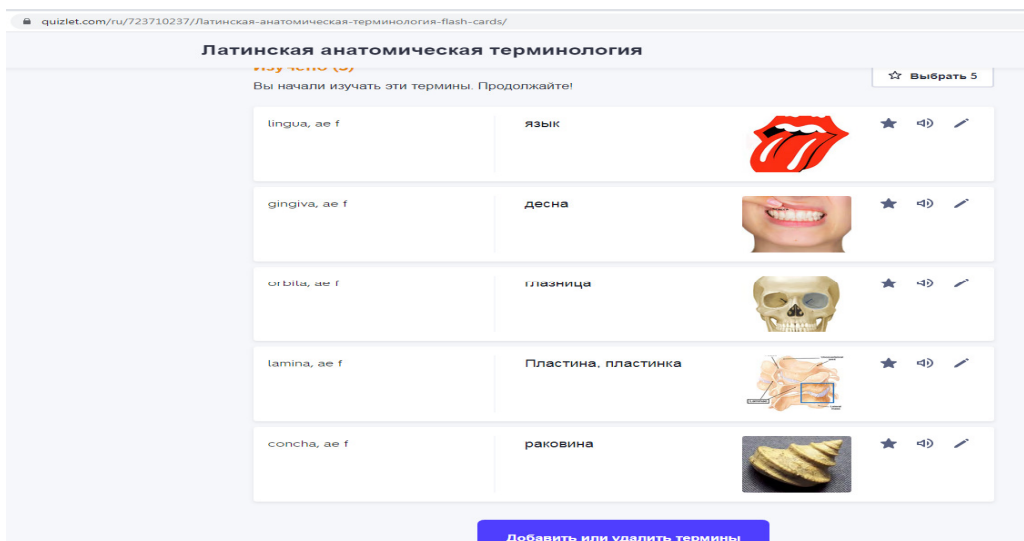 quizlet.com/ru/723710237//Латинская-анатомическая-терминология-flash-cards/
Латинская анатомическая терминология
Вы начали изучать эти термины. Продолжайте!
Выбрать 5
lingua, ae f
язык
gingiva, ae f
десна
orbita, ae f
глазница
lamina, ae f
Пластина, пластинка
concha, ae f
раковина
Добавить или удалить термины